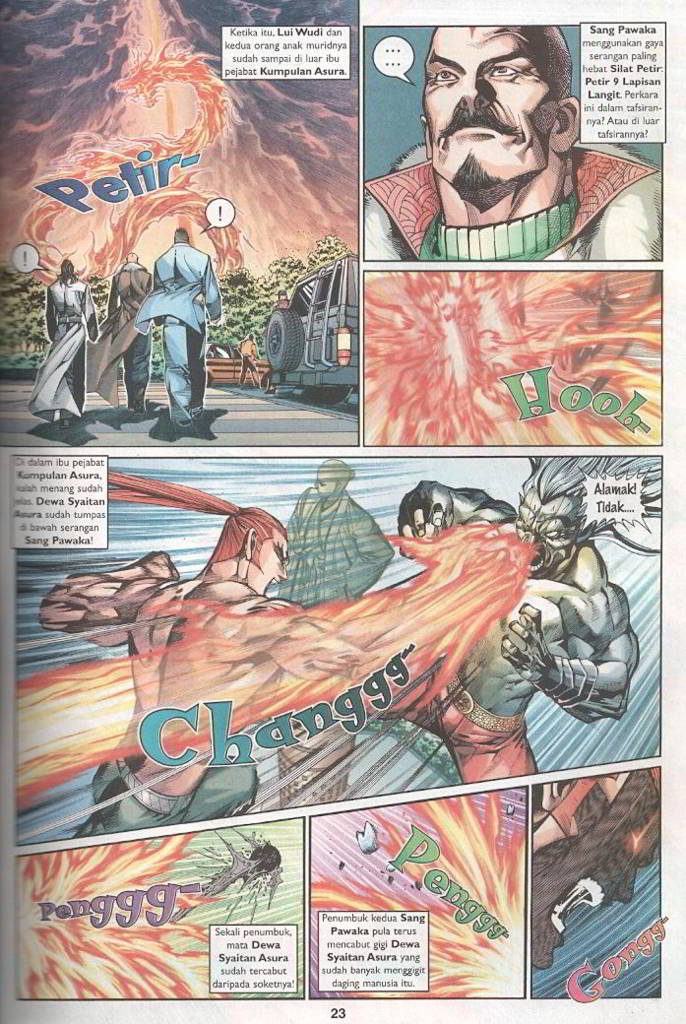 Ketika itu, Lui Wudi dan
kedua orang anak muridnya
sudah sampai di luar ibu
pejabat Kumpulan Asura.
Petir-
!
!
...
...
Sang Pawaka
menggunakan gaya
serangan paling
hebat Silat Petir:
Petir 9 Lapisan
Langit. Perkara
ini dalam tafsiran-
nya? Atau di luar
tafsirannya?
Hooh-
Di dalam ibu pejabat
Kumpulan Asura,
kalah menang sudah
Dewa Syaitan
Asura sudah tumpas
di bawah serangan
Sang Pawaka!
Alamak!
Tidak....
Changgg--
Penggg-
Sekali penumbuk,
mata Dewa
Syaitan Asura
sudah tercabut
daripada soketnya!
Penggg-
Penumbuk kedua Sang
Pawaka pula terus
mencabut gigi Dewa
Syaitan Asura yang
sudah banyak menggigit
daging manusia itu.
Gongg-
23